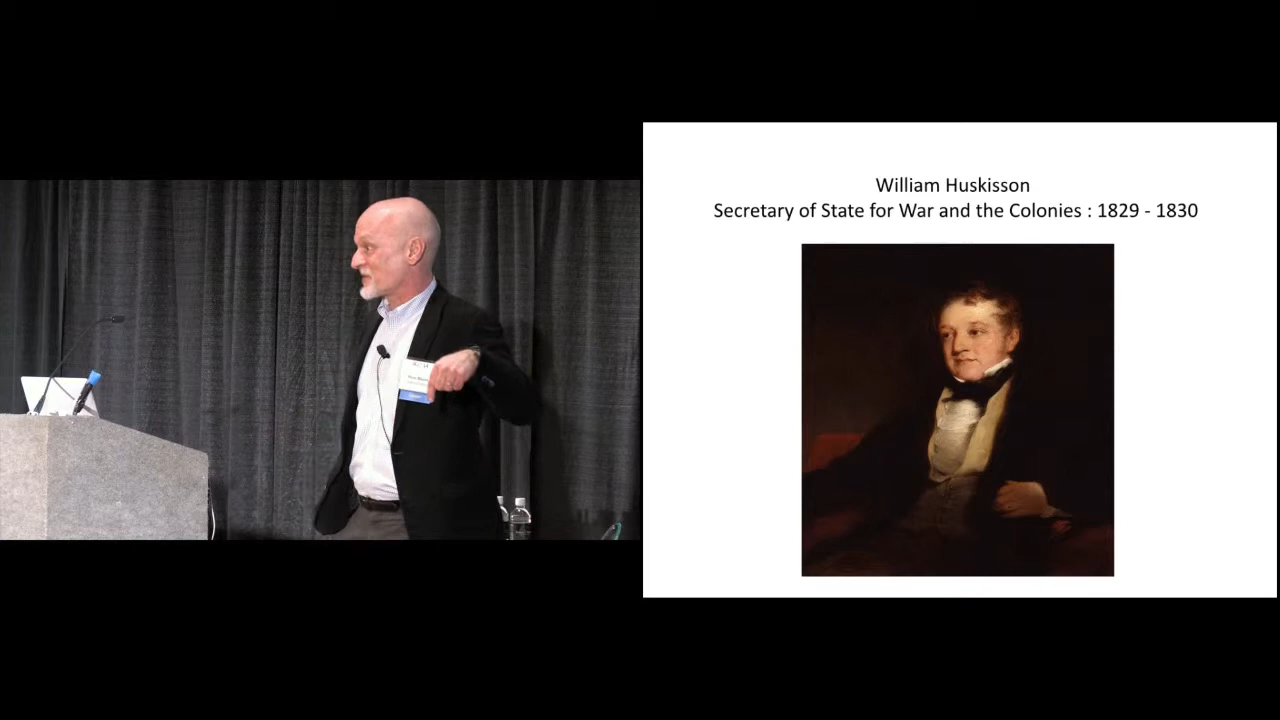 William Huskisson
Secretary of State for War and the Colonies : 1829 - 1830